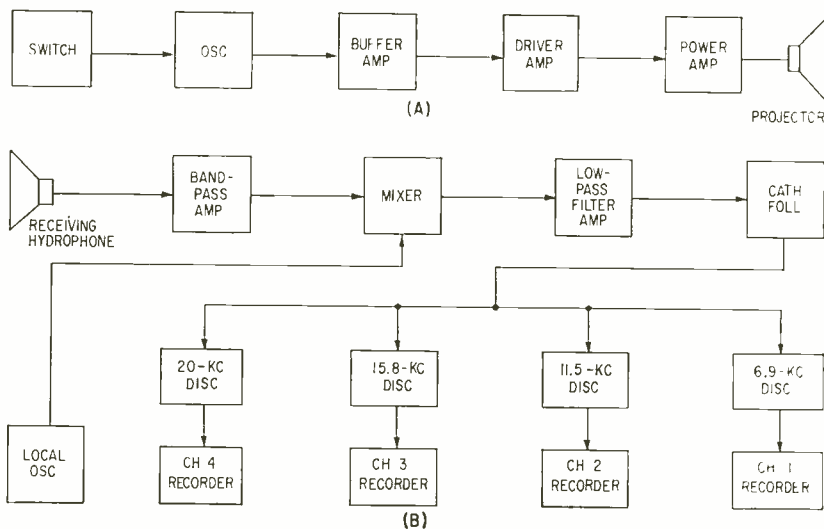 SWITCH
OSC
BUFFER
AMP
DRIVER
AMP
POWER
AMP
PROJECTOR
(A)
RECEIVING
HYDROPHONE
BAND-
PASS
AMP
MIXER
LOW-
PASS
FILTER
AMP
CATH
FOLL
20-KC
DISC
15.8-KC
DISC
11.5-KC
DISC
6.9-KC
DISC
LOCAL
OSC
CH 4
RECORDER
CH 3
RECORDER
CH 2
RECORDER
CH 1
RECORDER
(B)